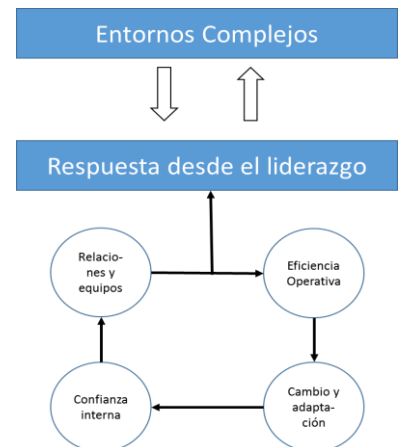 Entornos Complejos
Respuesta desde el liderazgo
Relacio-
nes y
equipos
Eficiencia
Operativa
Confianza
interna
Cambio y
adapta-
ción